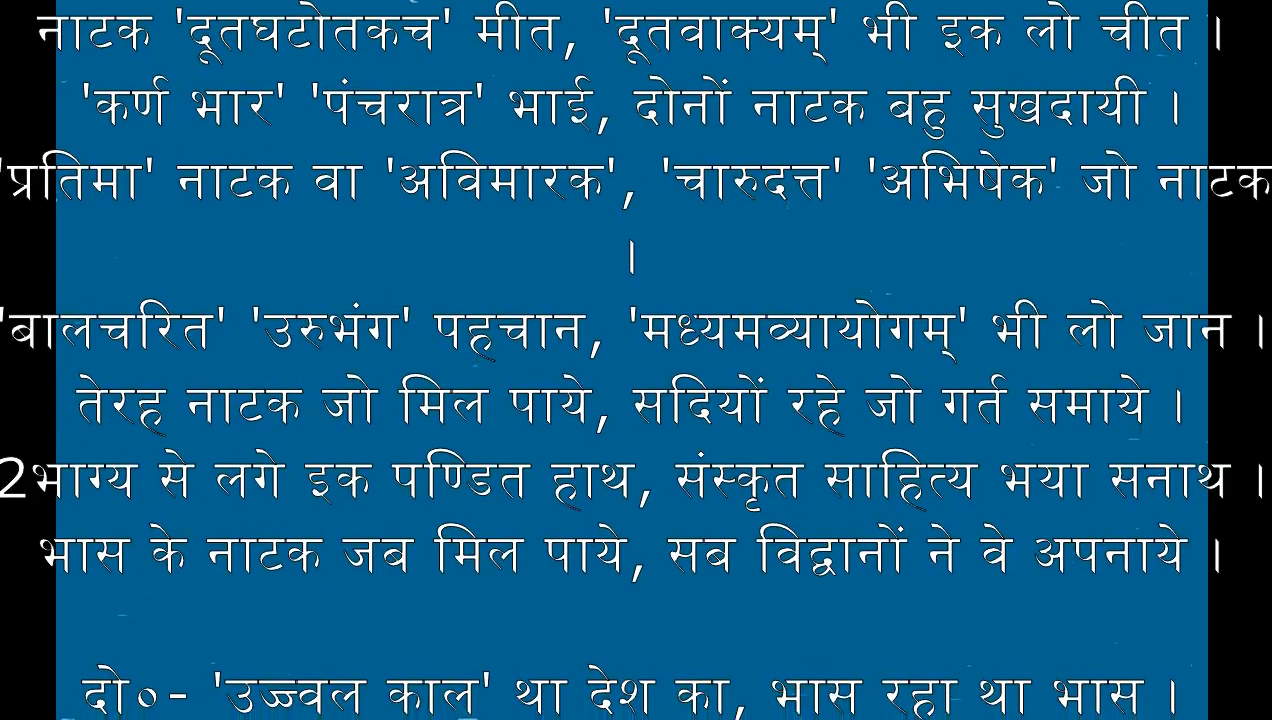 नाटक 'दूतघटोतकच' मीत, 'दूतवाक्यम्' भी इक लो चीत ।
'कर्ण भार' 'पंचरात्र' भाई, दोनों नाटक बहु सुखदायी ।
'प्रतिमा' नाटक वा 'अविमारक', 'चारुदत्त' 'अभिषेक' जो नाटक
।
'बालचरित' 'उरुभंग' पहचान, 'मध्यमव्यायोगम्' भी लो जान ।
तेरह नाटक जो मिल पाये, सदियों रहे जो गर्त समाये ।
2भाग्य से लगे इक पण्डित हाथ, संस्कृत साहित्य भया सनाथ ।
भास के नाटक जब मिल पाये, सब विद्वानों ने वे अपनाये ।
दो०- 'उज्ज्वल काल' था देश का, भास रहा था भास ।